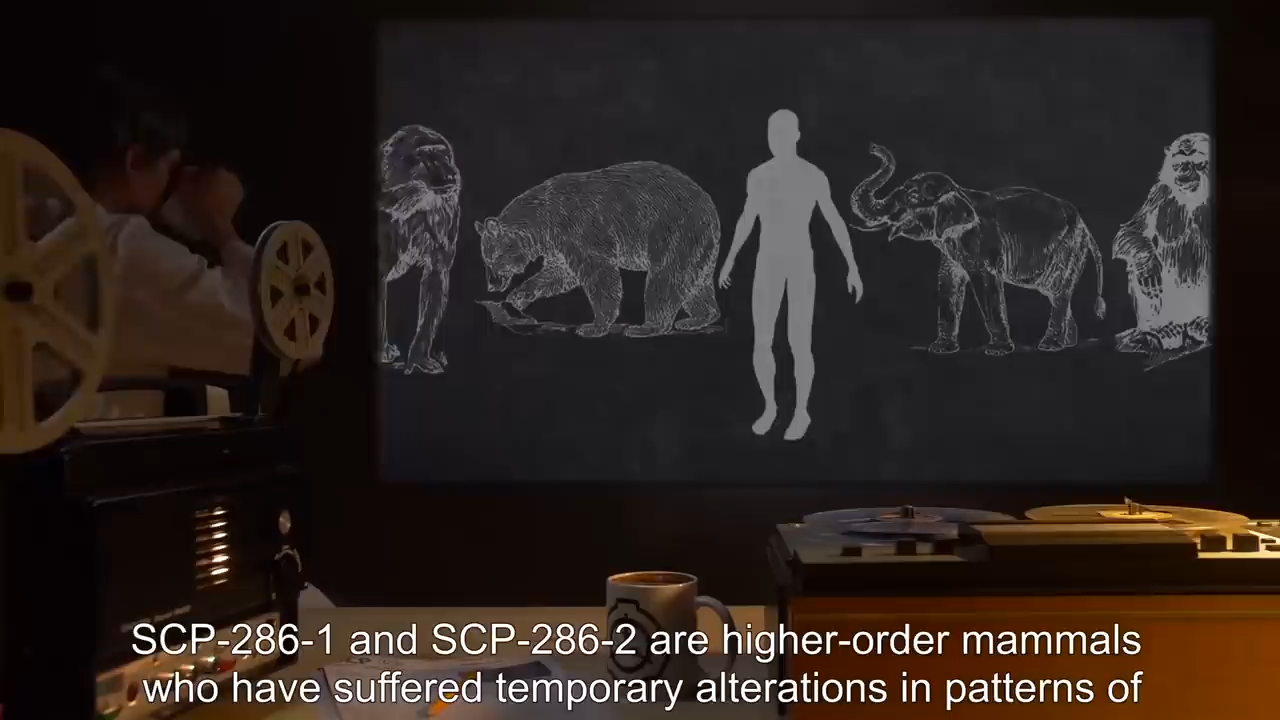 SCP-286-1 and SCP-286-2 are higher-order mammals
who have suffered temporary alterations in patterns of